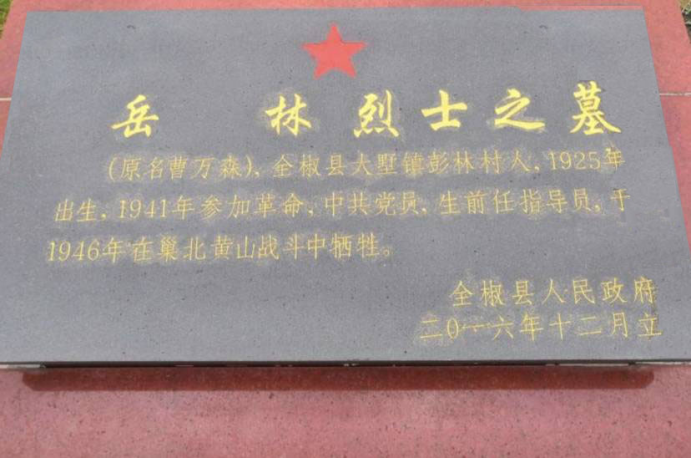 岳 林烈士之墓
(原名曹万森),全椒县大墅镇彭林村人,1925年
出生,1941年参加革命,中共党员,生前任指导员,于
1946年在巢北黄山战斗中牺牲。
全椒县人民政府
二0一六年十二月立